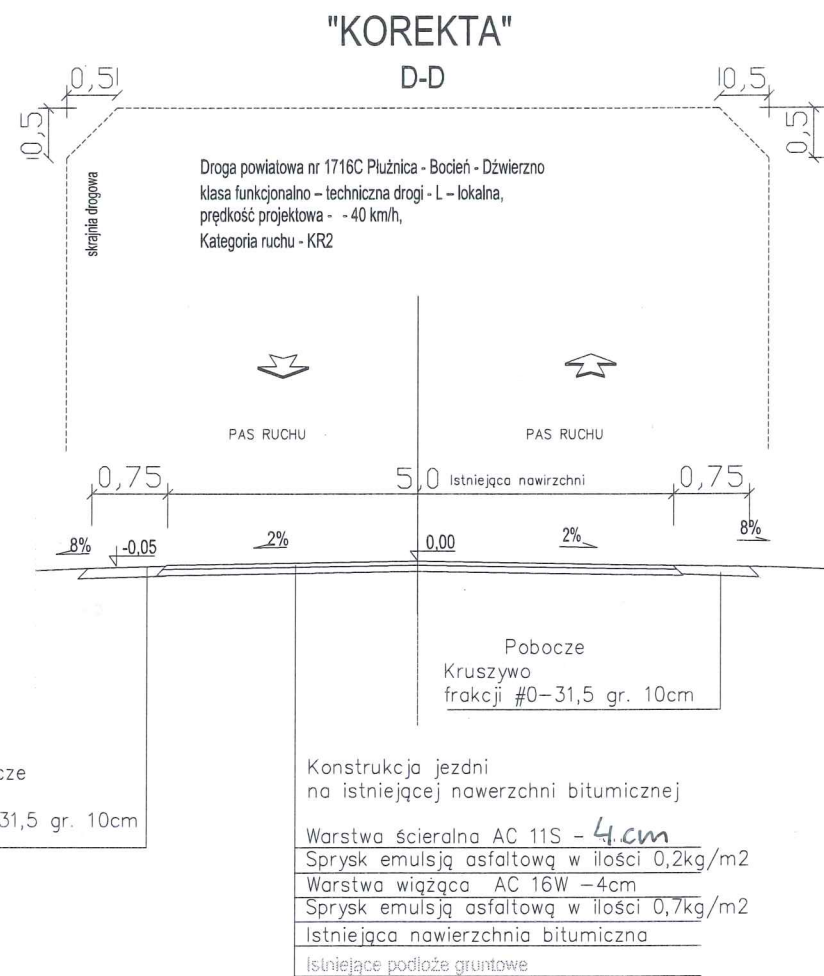 "KOREKTA"
D-D
0,5
0,5
0,5
0,5
skrajnia drogowa
Droga powiatowa nr 1716C Płużnica - Bocień - Dźwierzno
klasa funkcjonalno – techniczna drogi - L – lokalna,
prędkość projektowa - - 40 km/h,
Kategoria ruchu - KR2
PAS RUCHU
PAS RUCHU
0,75
5,0
Istniejąca nawirzchni
0,75
8%
-0,05
2%
0,00
2%
8%
Pobocze
Kruszywo
frakcji #0-31,5 gr. 10cm
cze
31,5 gr. 10cm
Konstrukcja jezdni
na istniejącej nawerzchni bitumicznej
Warstwa ścieralna AC 11S - 4 cm
Sprysk emulsją asfaltową w ilości 0,2kg/m2
Warstwa wiążąca AC 16W -4cm
Sprysk emulsją asfaltową w ilości 0,7kg/m2
Istniejąca nawierzchnia bitumiczna
Istniejące podłoże gruntowe